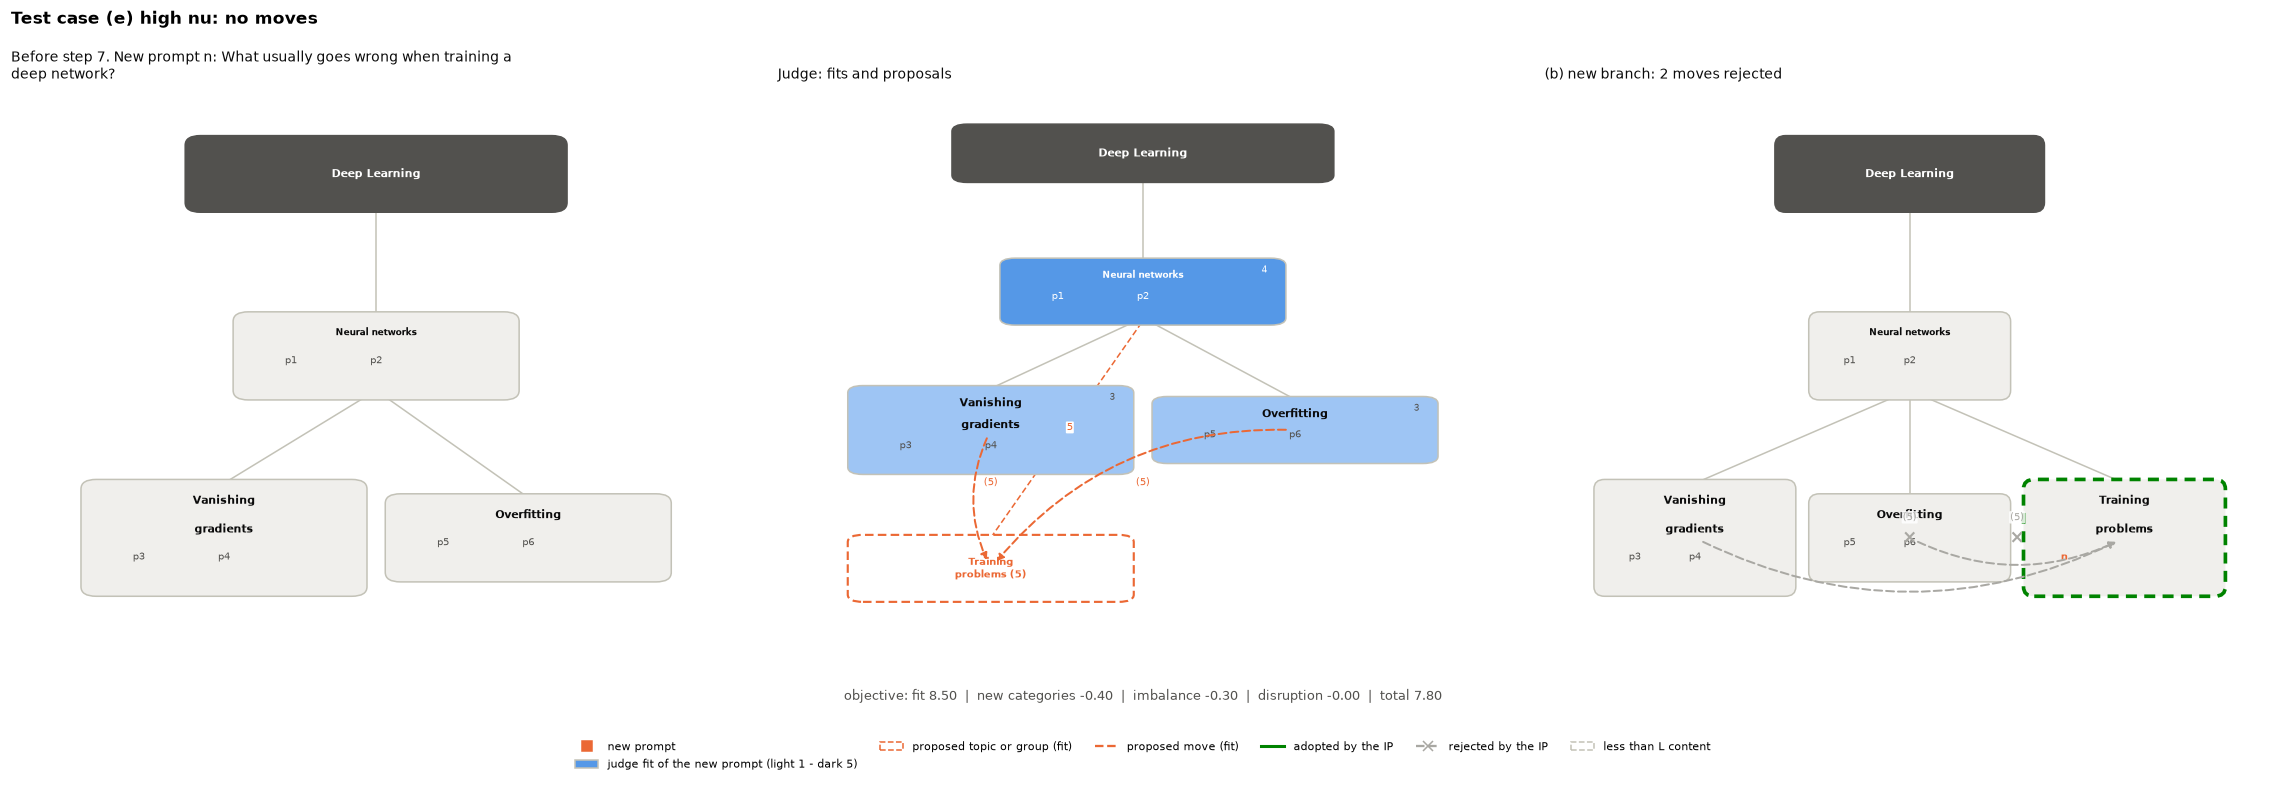 Test case (e) high nu: no moves
Before step 7. New prompt n: What usually goes wrong when training a
deep network?
Deep Learning
Neural networks
p1 p2
Vanishing
gradients
p3 p4
Overfitting
p5 p6
Judge: fits and proposals
Deep Learning
Neural networks
4
p1 p2
Vanishing
gradients
3
5
p3 p4
Overfitting
3
p5 p6
(5)
(5)
Training
problems (5)
(b) new branch: 2 moves rejected
Deep Learning
Neural networks
p1 p2
Vanishing
gradients
p3 p4
Overfitting
(5)
p5 p6
(5)
Training
problems
n
objective: fit 8.50 | new categories -0.40 | imbalance -0.30 | disruption -0.00 | total 7.80
new prompt
judge fit of the new prompt (light 1 - dark 5)
proposed topic or group (fit)
proposed move (fit)
adopted by the IP
rejected by the IP
less than L content